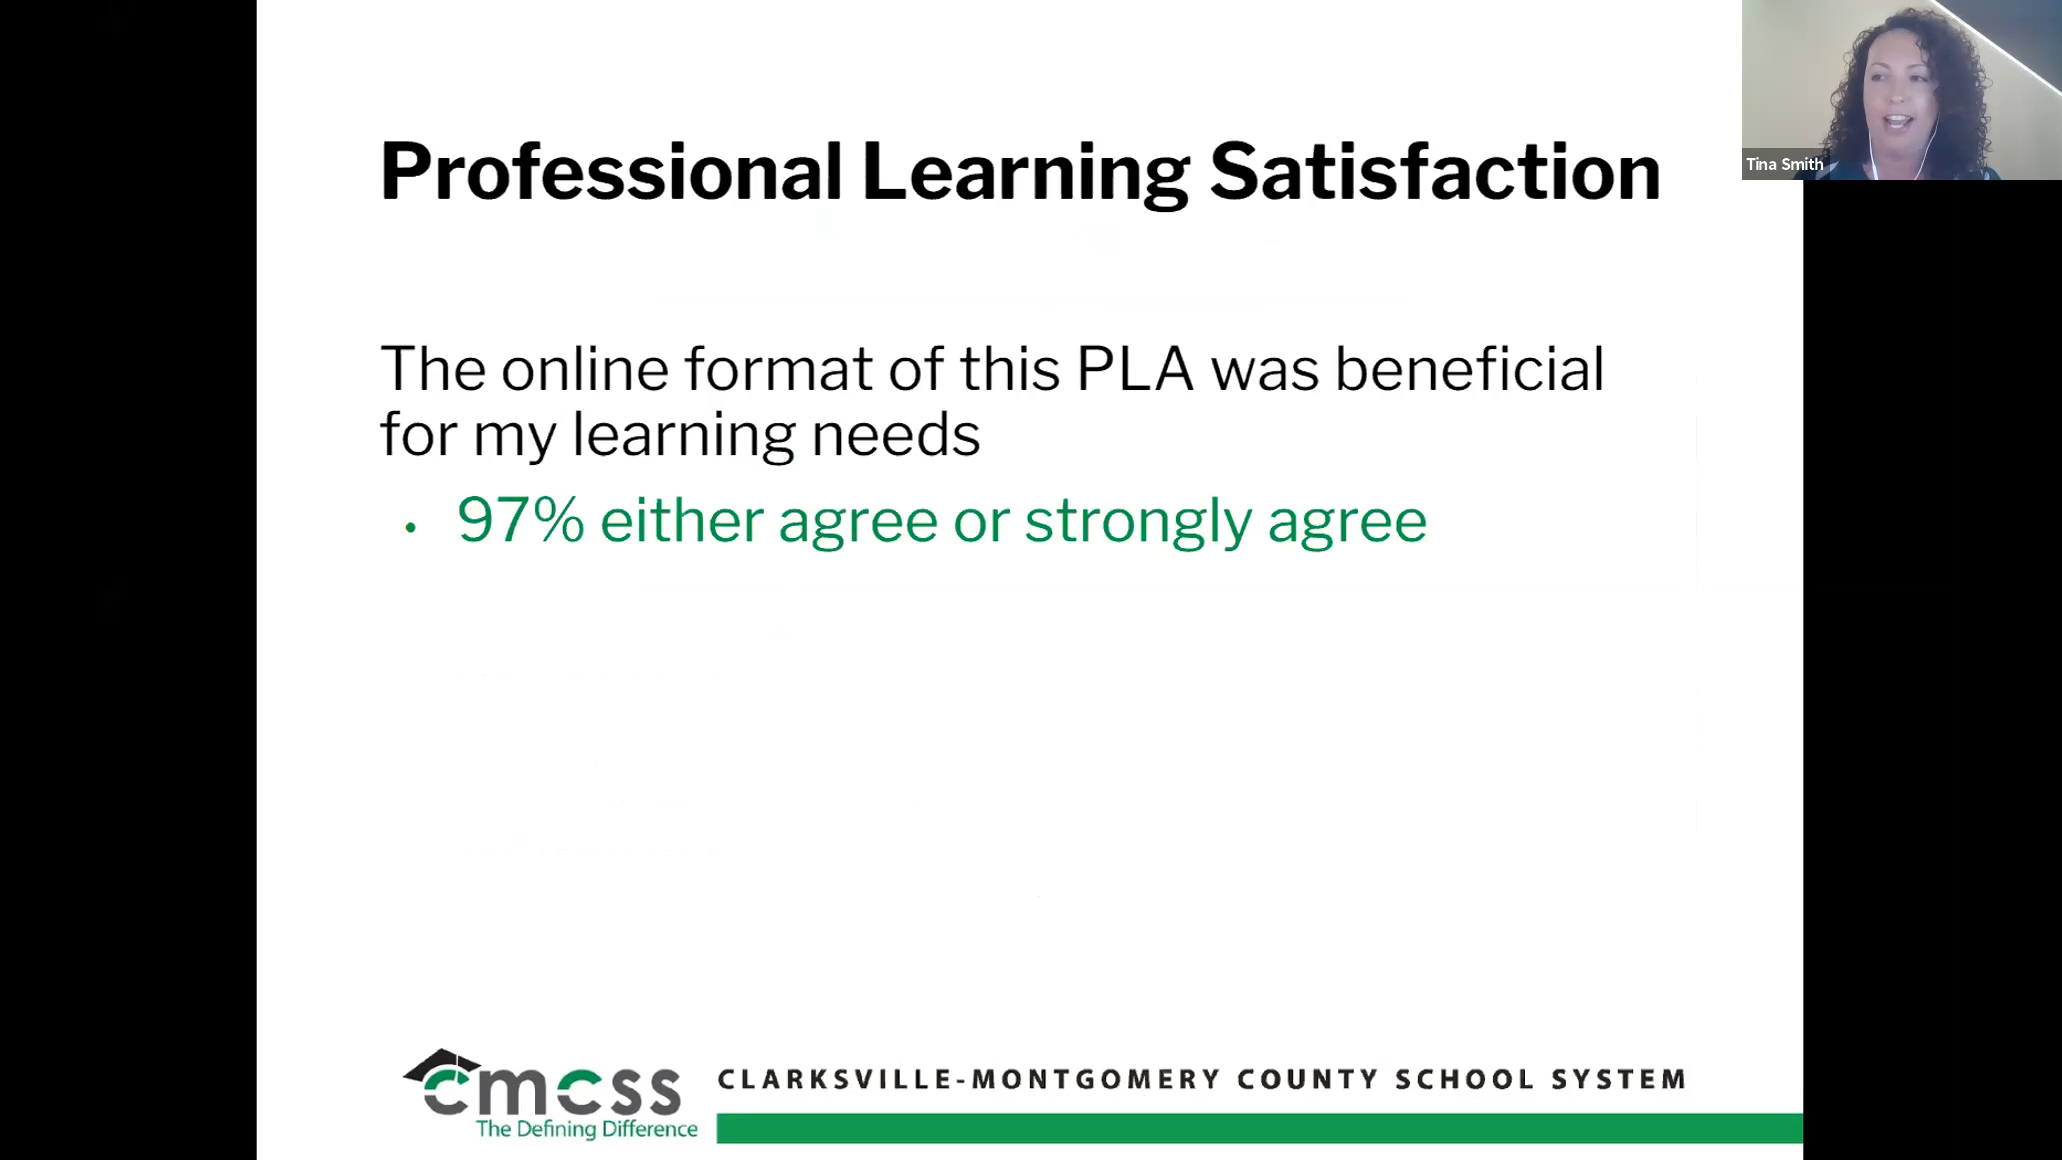 Professional Learning Satisfaction
Tina Smith
The online format of this PLA was beneficial
for my learning needs
• 97% either agree or strongly agree
cmcss
The Defining Difference
CLARKSVILLE-MONTGOMERY COUNTY SCHOOL SYSTEM